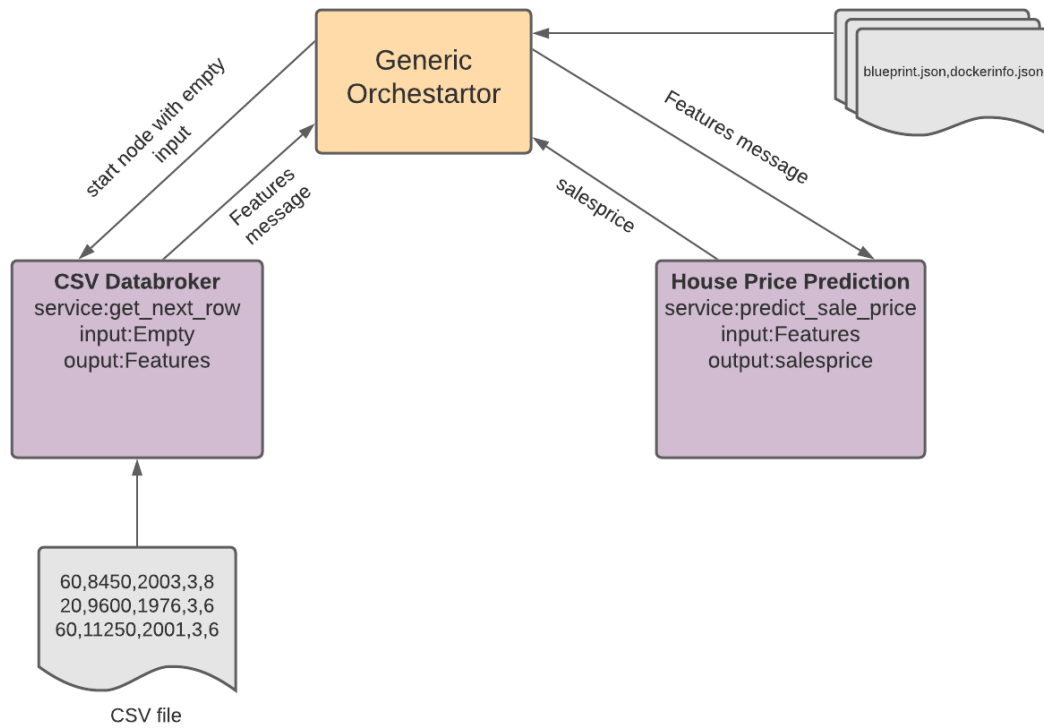 Generic
Orchestartor
blueprint.json,dockerinfo.json
start node with empty
input
Features
message
salesprice
Features message
CSV Databroker
service:get_next_row
input:Empty
ouput:Features
House Price Prediction
service:predict_sale_price
input:Features
output:salesprice
60,8450,2003,3,8
20,9600,1976,3,6
60,11250,2001,3,6
CSV file